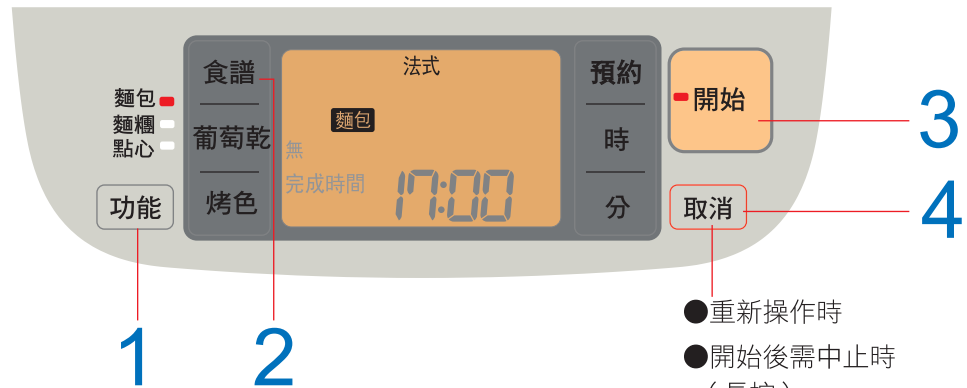 食譜
葡萄乾
烤色
法式
麵包
無
完成時間
17:00
預約
時
分
開始
麵包
麵糰
點心
功能
取消
3
4
1
2
●重新操作時
●開始後需中止時